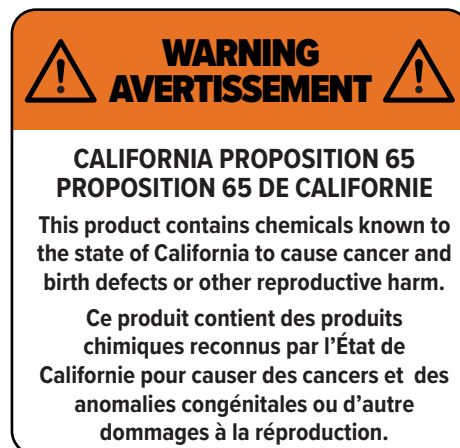 WARNING
AVERTISSEMENT
CALIFORNIA PROPOSITION 65
PROPOSITION 65 DE CALIFORNIE
This product contains chemicals known to
the state of California to cause cancer and
birth defects or other reproductive harm.
Ce produit contient des produits
chimiques reconnus par l’État de
Californie pour causer des cancers et  des
anomalies congénitales ou d’autre
dommages à la réproduction.